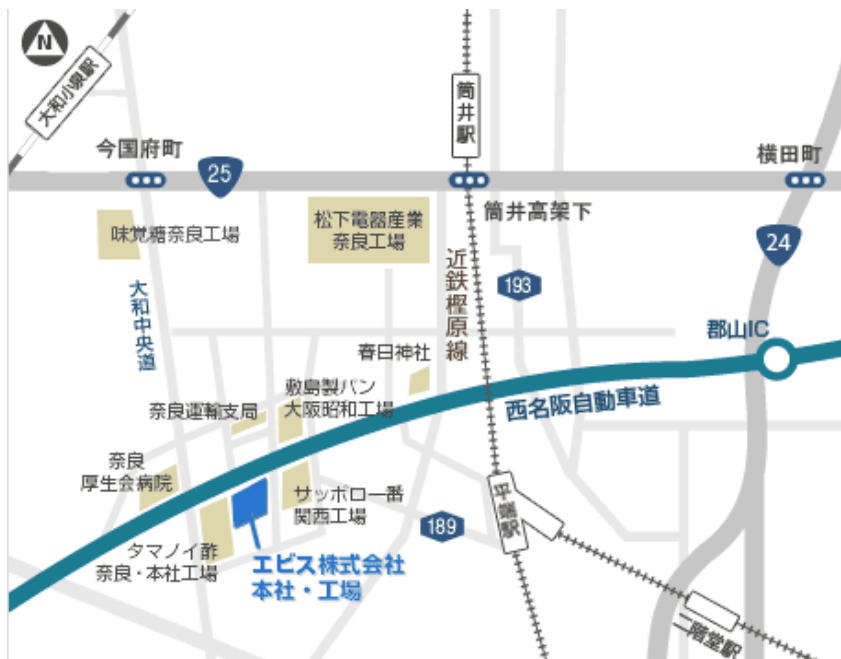 N
大和小泉駅
今国府町
25
筒井駅
筒井高架下
横田町
24
味覚糖奈良工場
松下電器産業
奈良工場
大和中央道
近鉄橿原線
193
郡山IC
春日神社
西名阪自動車道
奈良運輸支局
敷島製パン
大阪昭和工場
奈良
厚生会病院
サッポロ一番
関西工場
189
平端駅
タマノイ酢
奈良・本社工場
エビス株式会社
本社・工場
二階堂駅